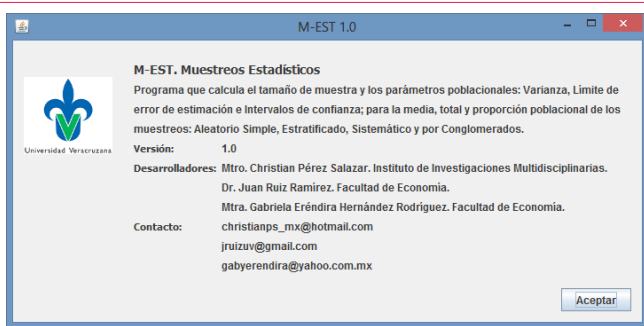 M-EST 1.0
M-EST. Muestreos Estadísticos
Programa que calcula el tamaño de muestra y los parámetros poblacionales: Varianza, Límite de
error de estimación e Intervalos de confianza; para la media, total y proporción poblacional de los
muestreos: Aleatorio Simple, Estratificado, Sistemático y por Conglomerados.
Universidad Veracruzana
Versión: 1.0
Desarrolladores: Mtro. Christian Pérez Salazar. Instituto de Investigaciones Multidisciplinarias.
Dr. Juan Ruiz Ramírez. Facultad de Economía.
Mtra. Gabriela Eréndira Hernández Rodríguez. Facultad de Economía.
Contacto: christianps_mx@hotmail.com
jruizuv@gmail.com
gabyerendira@yahoo.com.mx
Aceptar